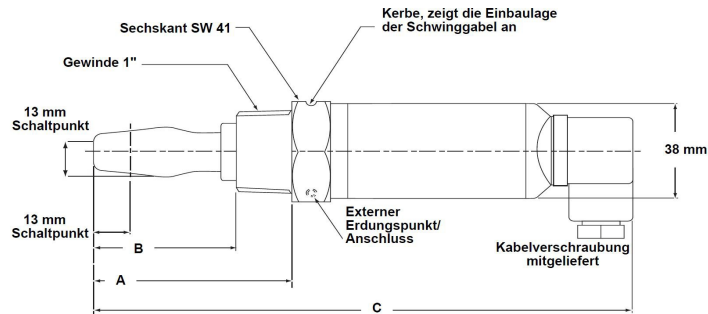 Kerbe, zeigt die Einbaulage
der Schwinggabel an
Sechskant SW 41
Gewinde 1"
13 mm
Schaltpunkt
38 mm
13 mm
Schaltpunkt
Externer
Erdungspunkt/
Anschluss
Kabelverschraubung
mitgeliefert
B
A
C